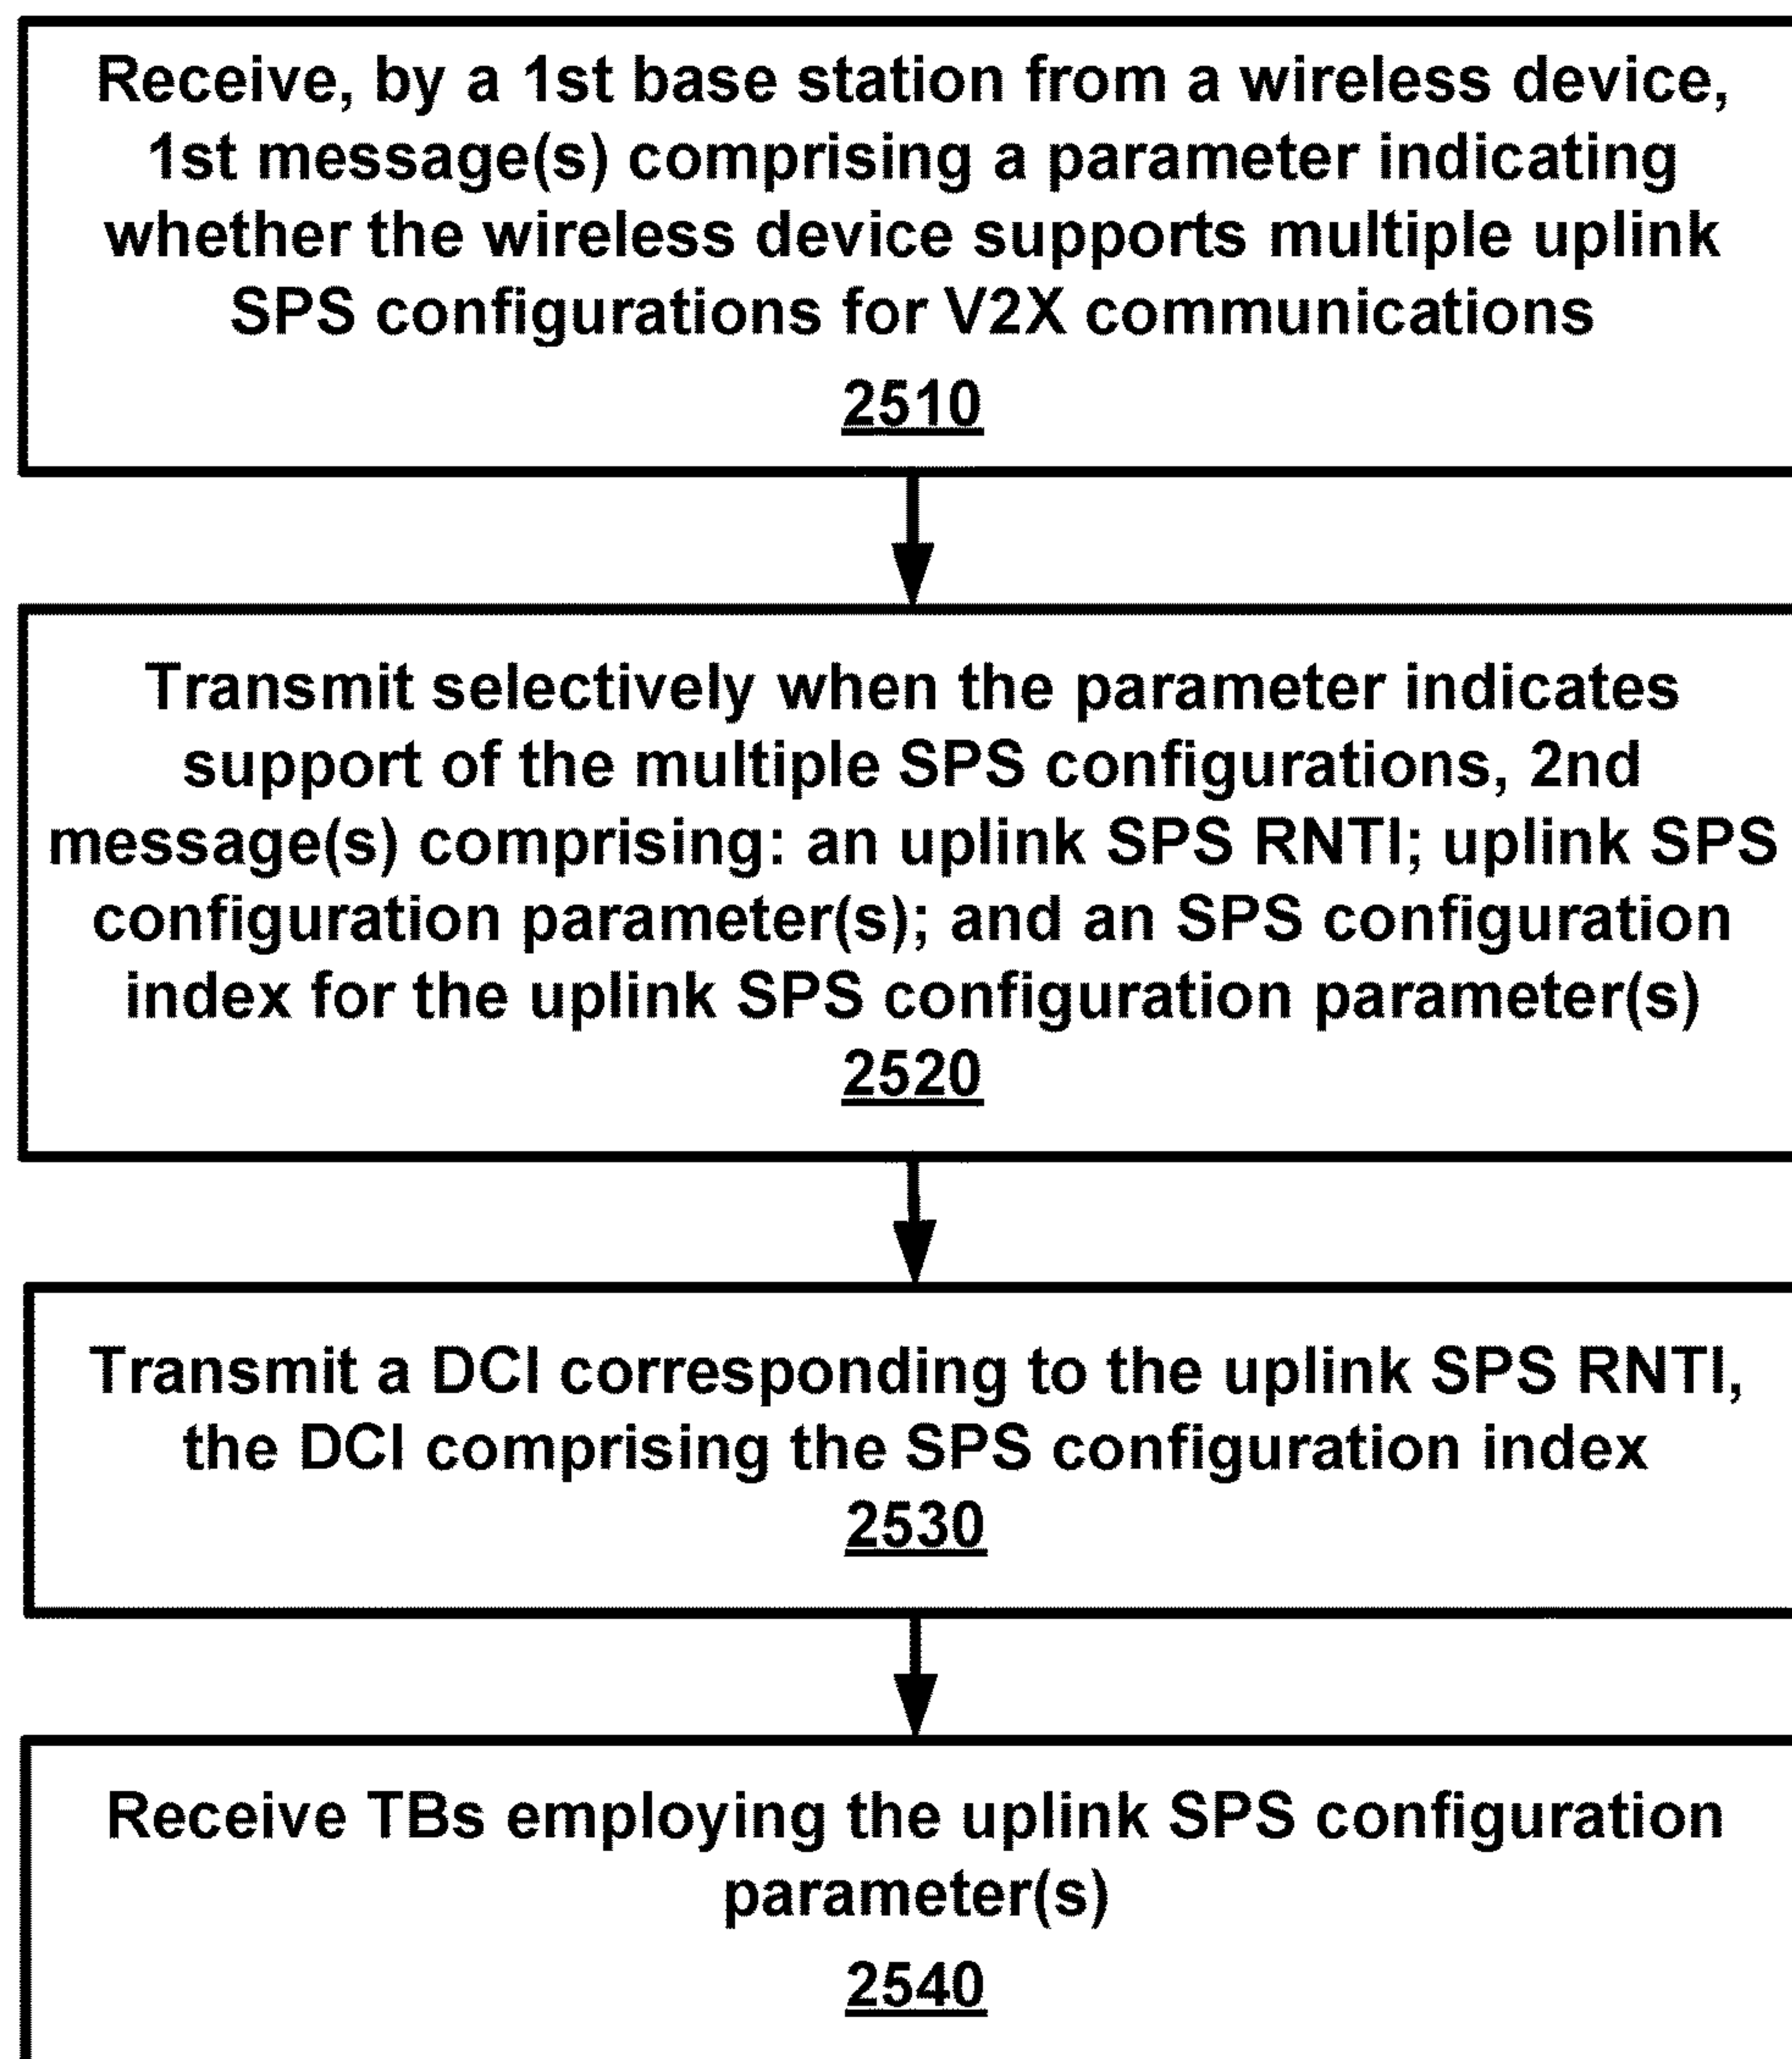 Receive, by a 1st base station from a wireless device,
1st message(s) comprising a parameter indicating
whether the wireless device supports multiple uplink
SPS configurations for V2X communications
2510
Transmit selectively when the parameter indicates
support of the multiple SPS configurations, 2nd
message(s) comprising: an uplink SPS RNTI; uplink SPS
configuration parameter(s); and an SPS configuration
index for the uplink SPS configuration parameter(s)
2520
Transmit a DCI corresponding to the uplink SPS RNTI,
the DCI comprising the SPS configuration index
2530
Receive TBs employing the uplink SPS configuration
parameter(s)
2540